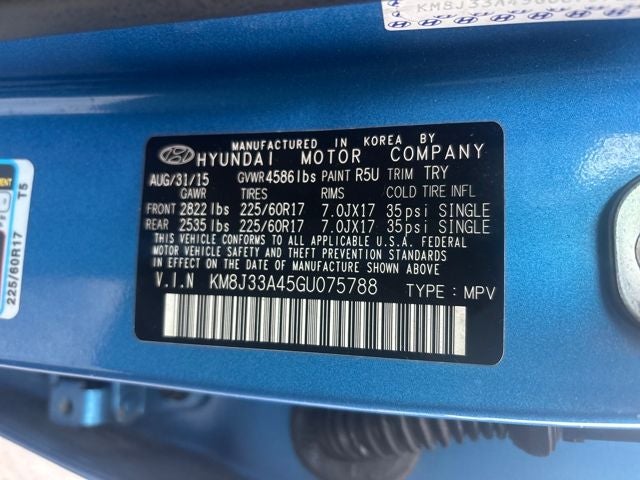 KM8J33A45GU
MANUFACTURED IN KOREA BY
HYUNDAI MOTOR COMPANY
AUG/31/15 GVWR 4586lbs PAINT R5U TRIM TRY
GAWR TIRES RIMS COLD TIRE INFL
FRONT 2822 lbs 225/60R17 7.0JX17 35psi SINGLE
REAR 2535 lbs 225/60R17 7.0JX17 35psi SINGLE
THIS VEHICLE CONFORMS TO ALL APPLICABLE U.S.A. FEDERAL
MOTOR VEHICLE SAFETY AND THEFT PREVENTION STANDARDS
IN EFFECT ON THE DATE OF MANUFACTURE SHOWN ABOVE.
V.I.N KM8J33A45GU075788 TYPE : MPV
225/60R17 T5